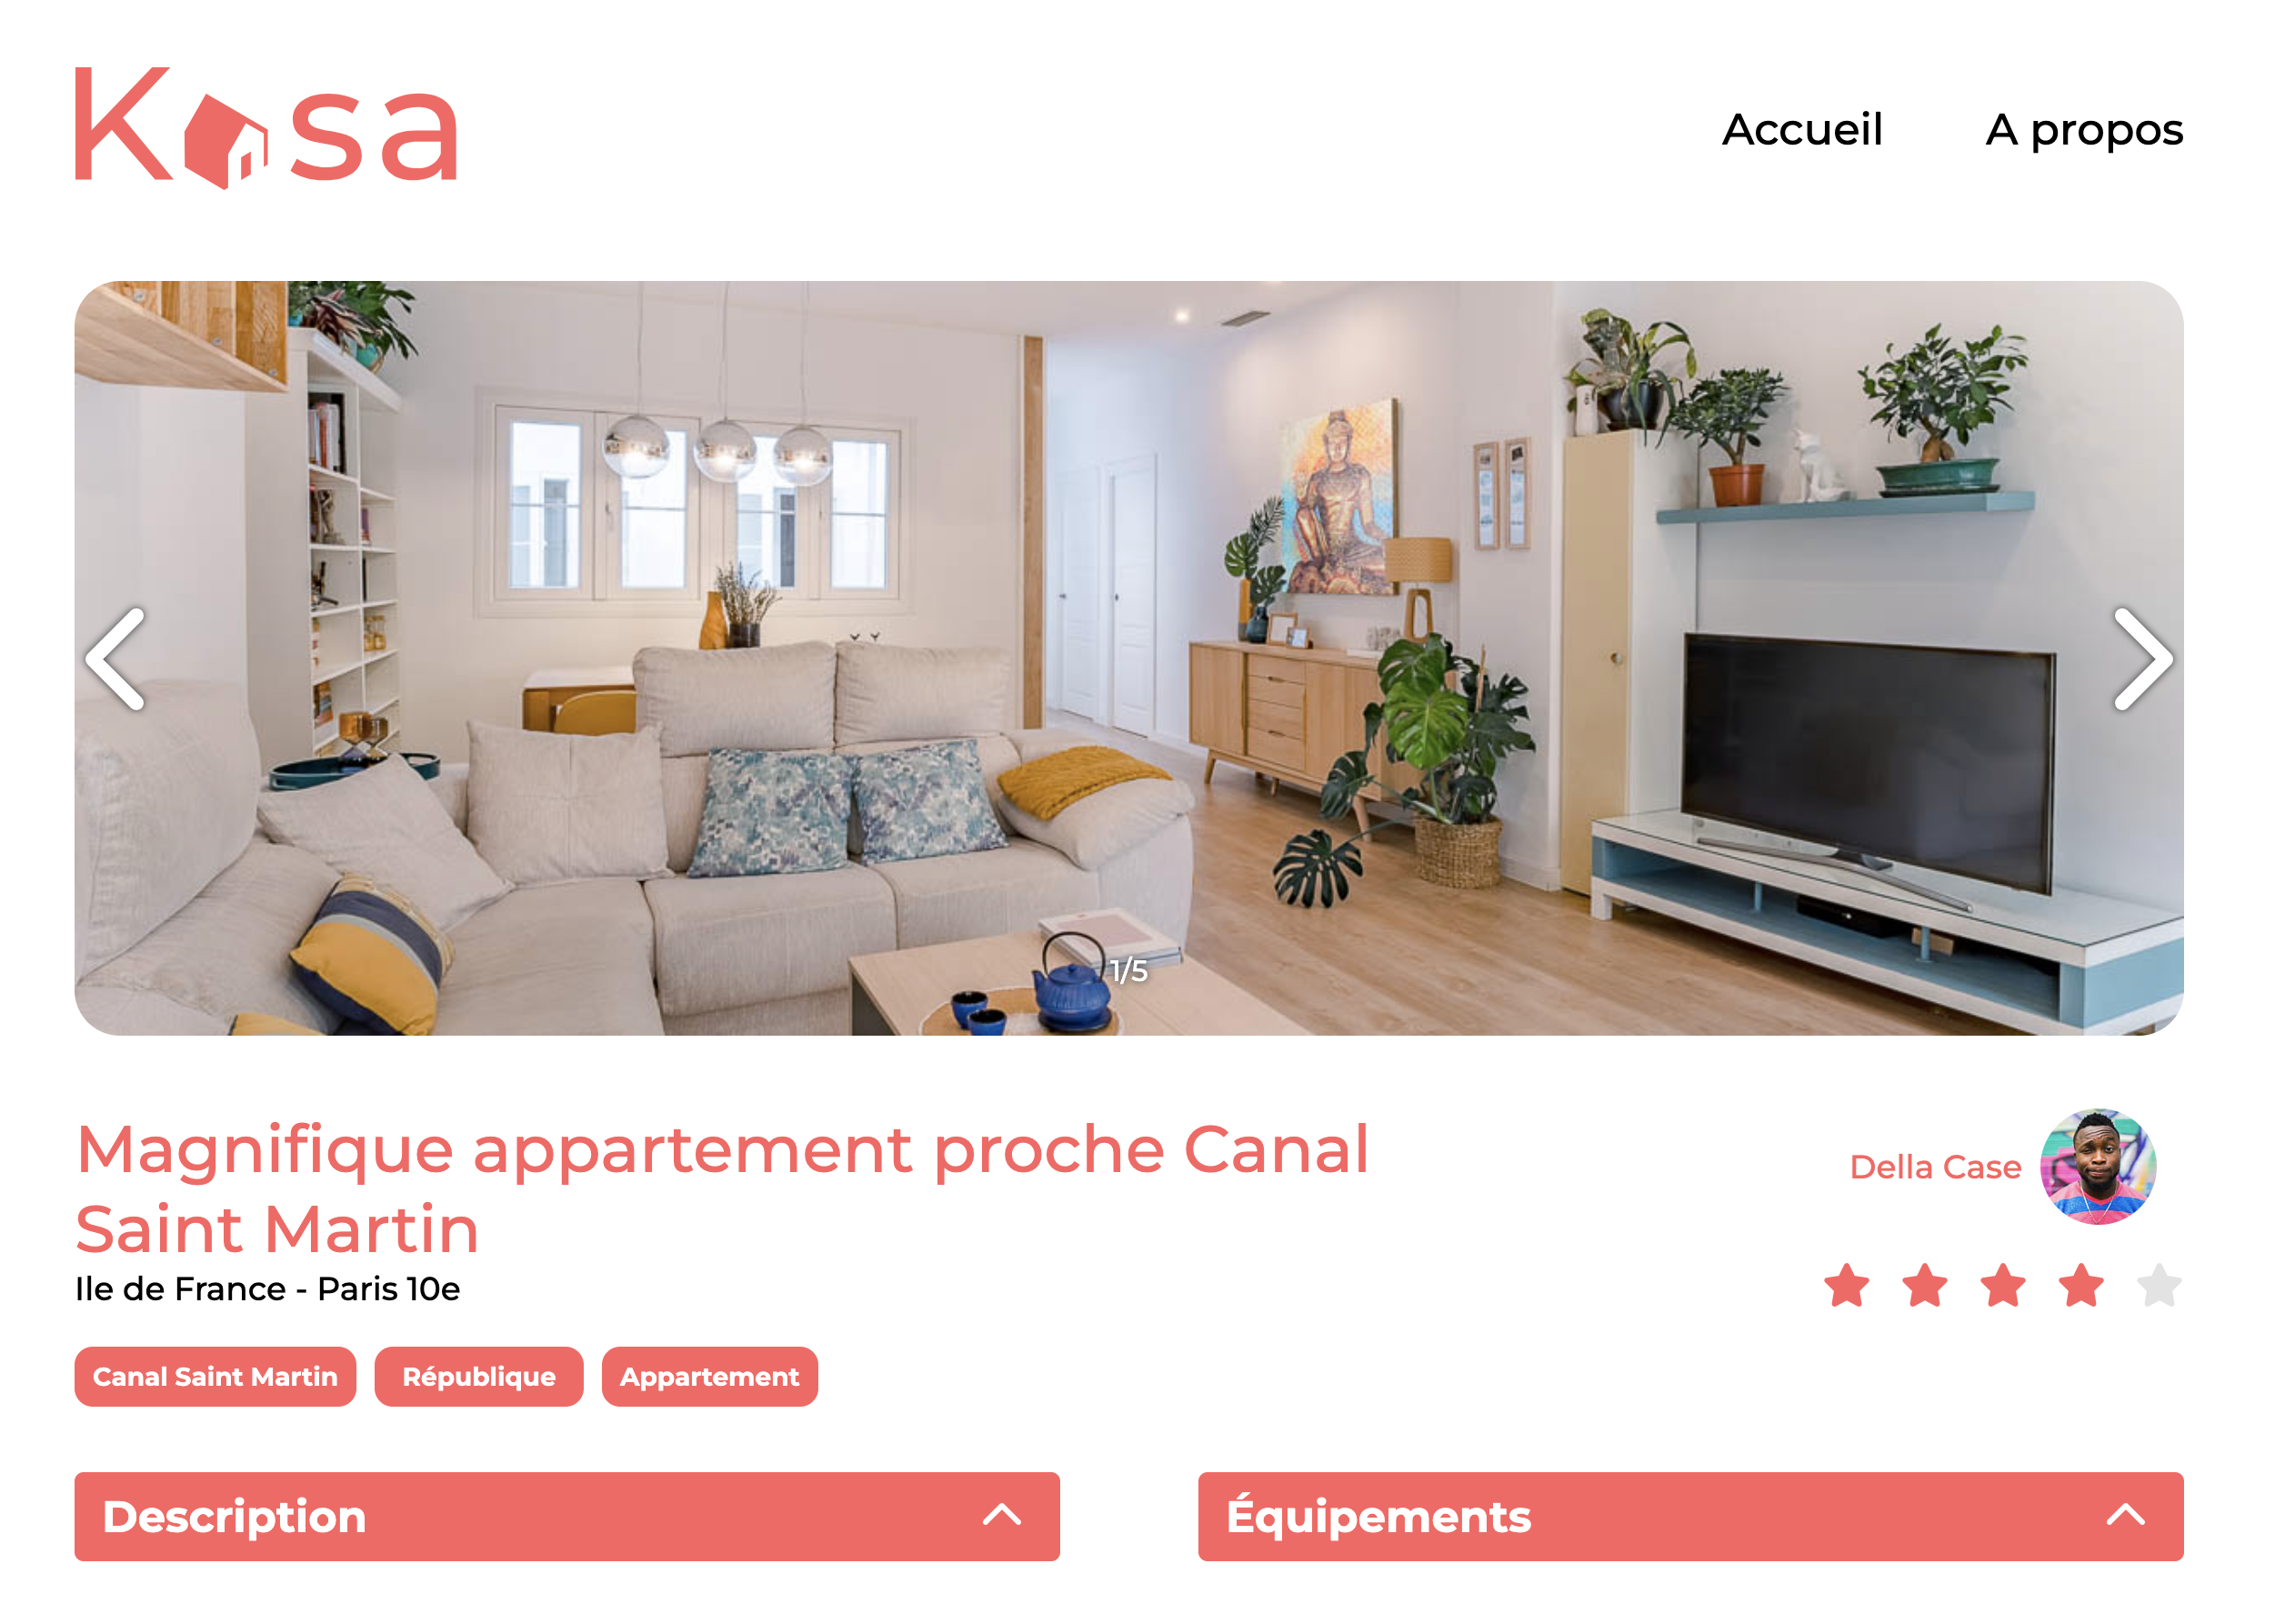 Kasa
Accueil
A propos
1/5
Magnifique appartement proche Canal
Saint Martin
Ile de France - Paris 10e
Della Case
Canal Saint Martin
République
Appartement
Description
Équipements